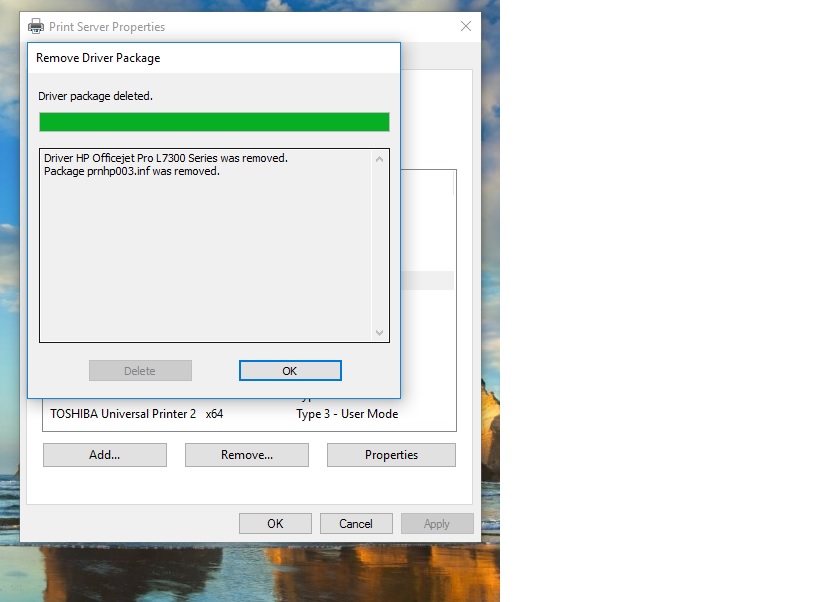 Print Server Properties
Remove Driver Package
Driver package deleted.
Driver HP Officejet Pro L7300 Series was removed.
Package prnhp003.inf was removed.
Delete OK
TOSHIBA Universal Printer 2 x64 Type 3 - User Mode
Add... Remove... Properties
OK Cancel Apply